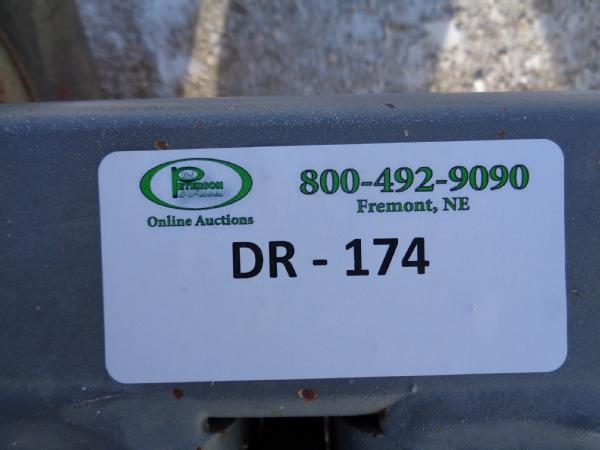 PETERSON
Online Auctions
800-492-9090
Fremont, NE
DR - 174